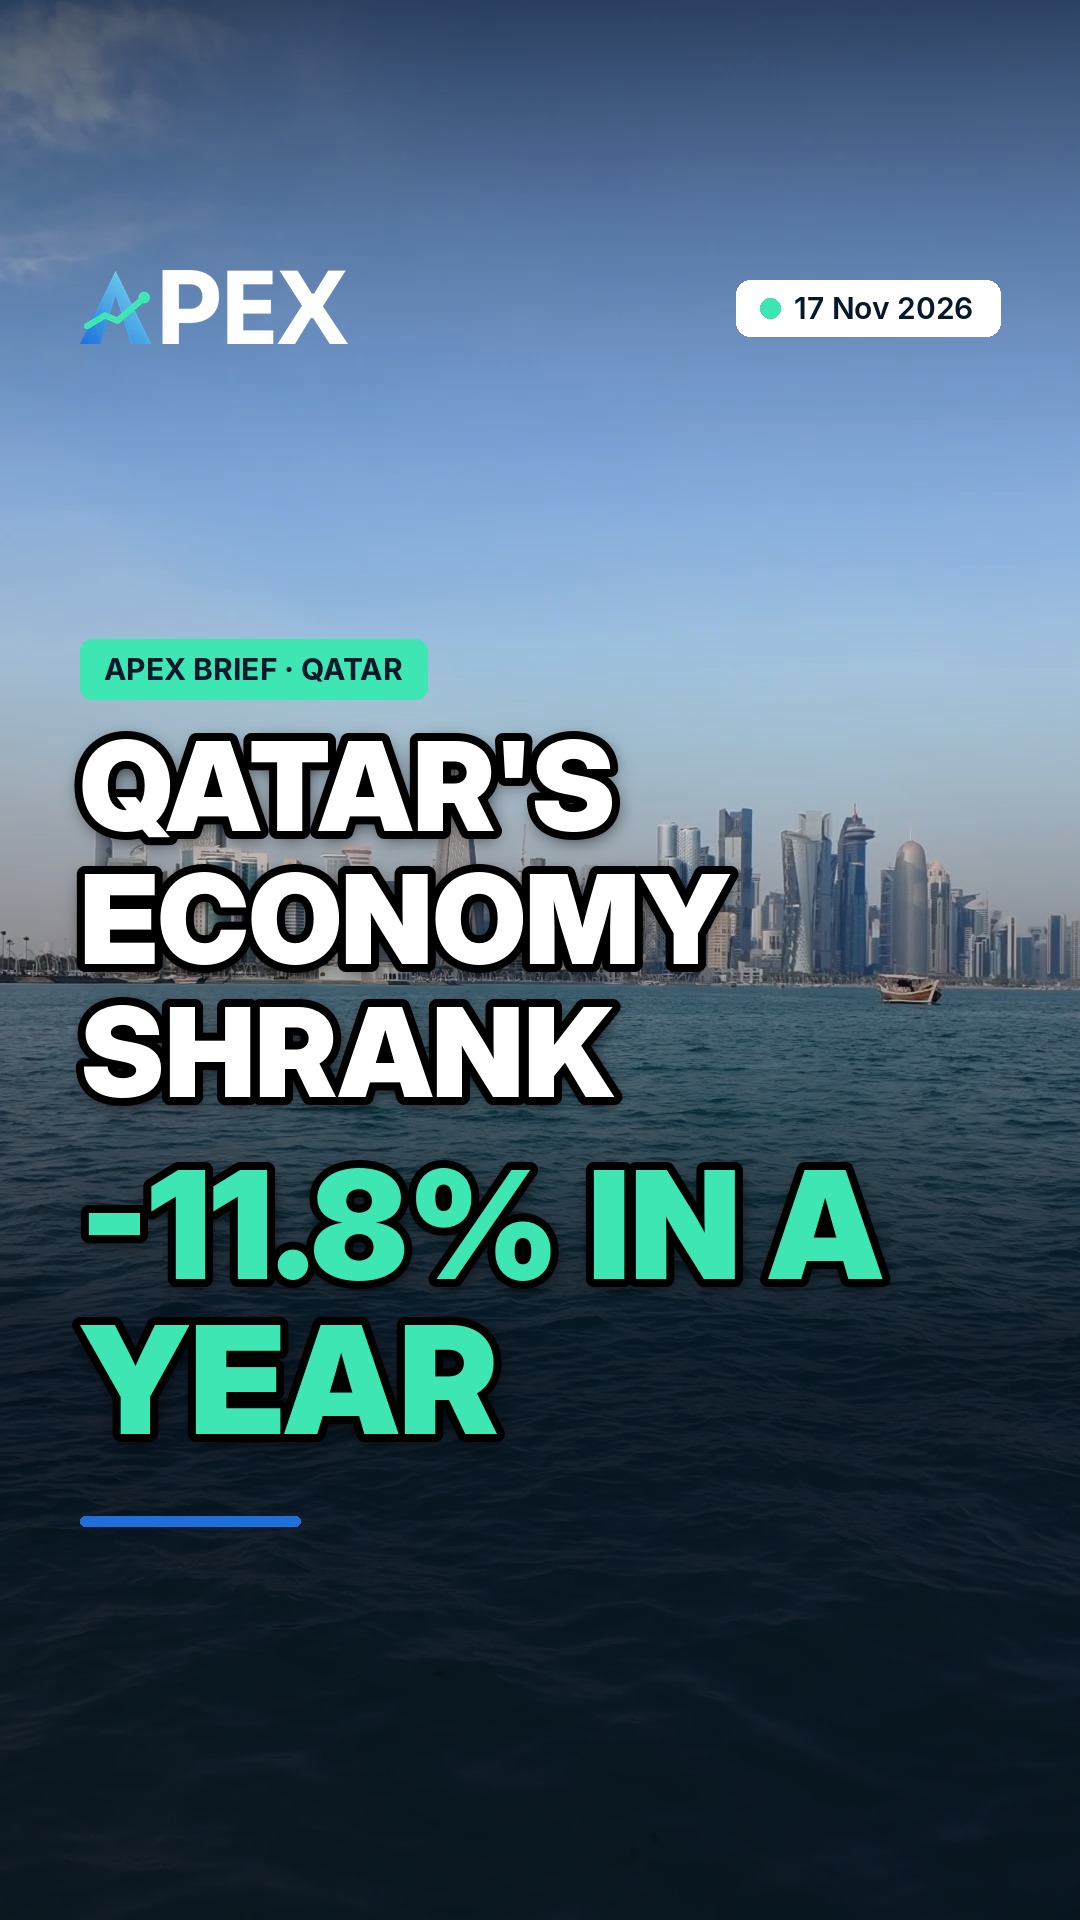 APEX
17 Nov 2026
APEX BRIEF · QATAR
QATAR'S
ECONOMY
SHRANK
-11.8% IN A
YEAR